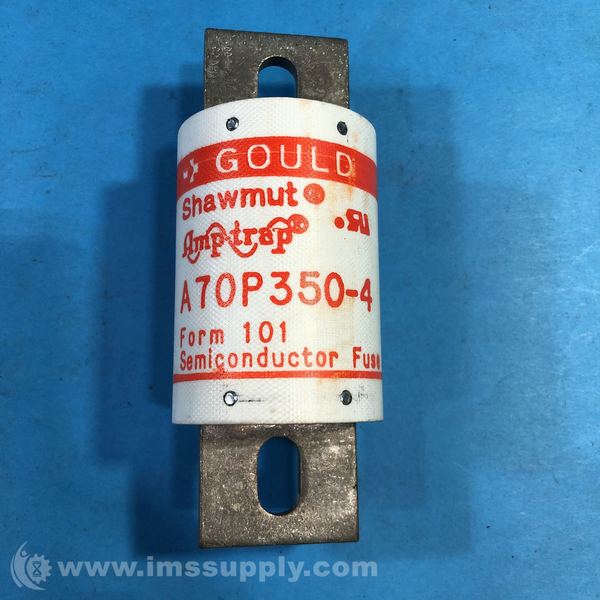 GOULD
Shawmut
Amp-trap®
A70P350-4
Form 101
Semiconductor Fuse
www.imssupply.com